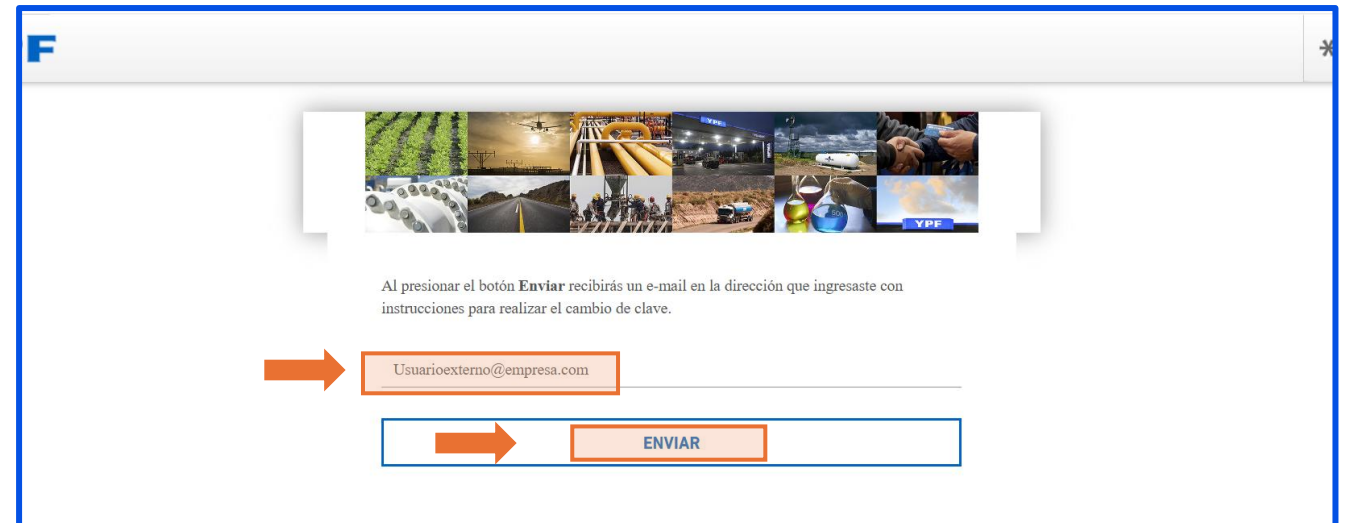 F
YPF
YPF
Al presionar el botón Enviar recibirás un e-mail en la dirección que ingresaste con
instrucciones para realizar el cambio de clave.
Usuarioexterno@empresa.com
ENVIAR